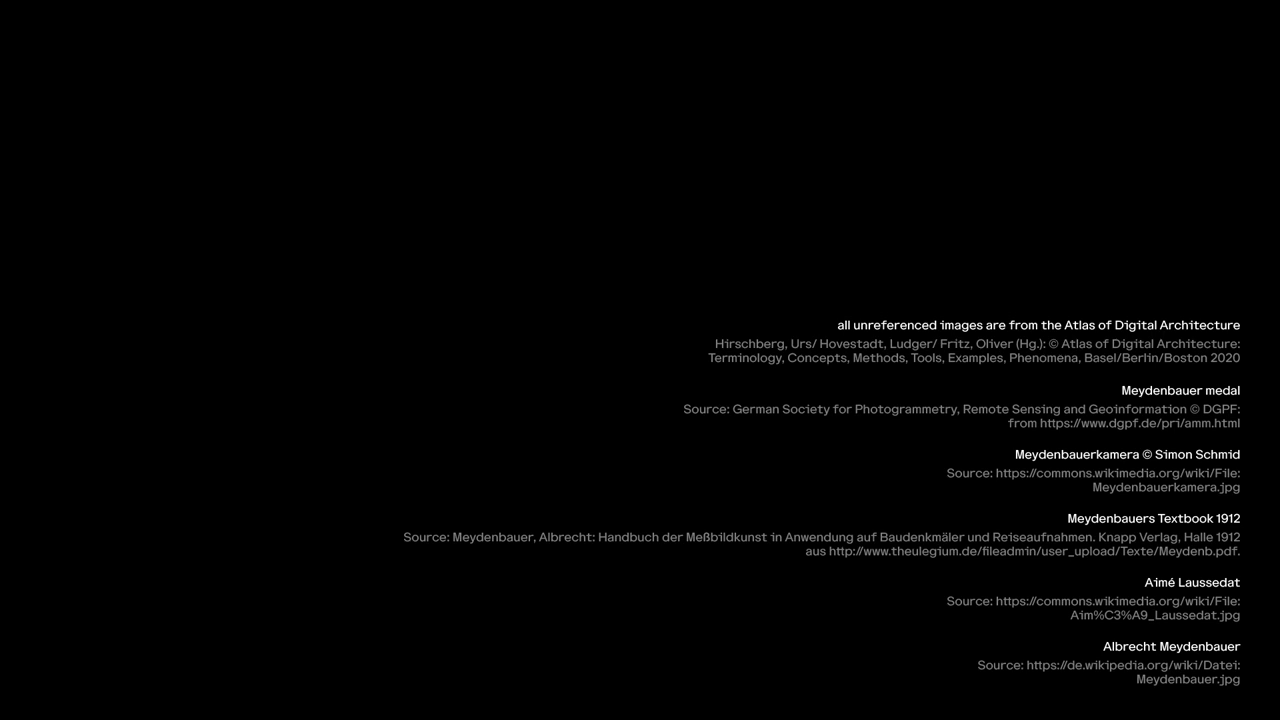 all unreferenced images are from the Atlas of Digital Architecture
Hirschberg, Urs/ Hovestadt, Ludger/ Fritz, Oliver (Hg.): © Atlas of Digital Architecture:
Terminology, Concepts, Methods, Tools, Examples, Phenomena, Basel/Berlin/Boston 2020
Meydenbauer medal
Source: German Society for Photogrammetry, Remote Sensing and Geoinformation © DGPF:
from https://www.dgpf.de/pri/amm.html
Meydenbauerkamera © Simon Schmid
Source: https://commons.wikimedia.org/wiki/File:
Meydenbauerkamera.jpg
Meydenbauers Textbook 1912
Source: Meydenbauer, Albrecht: Handbuch der Meßbildkunst in Anwendung auf Baudenkmäler und Reiseaufnahmen. Knapp Verlag, Halle 1912
aus http://www.theulegium.de/fileadmin/user_upload/Texte/Meydenb.pdf.
Aimé Laussedat
Source: https://commons.wikimedia.org/wiki/File:
Aim%C3%A9_Laussedat.jpg
Albrecht Meydenbauer
Source: https://de.wikipedia.org/wiki/Datei:
Meydenbauer.jpg